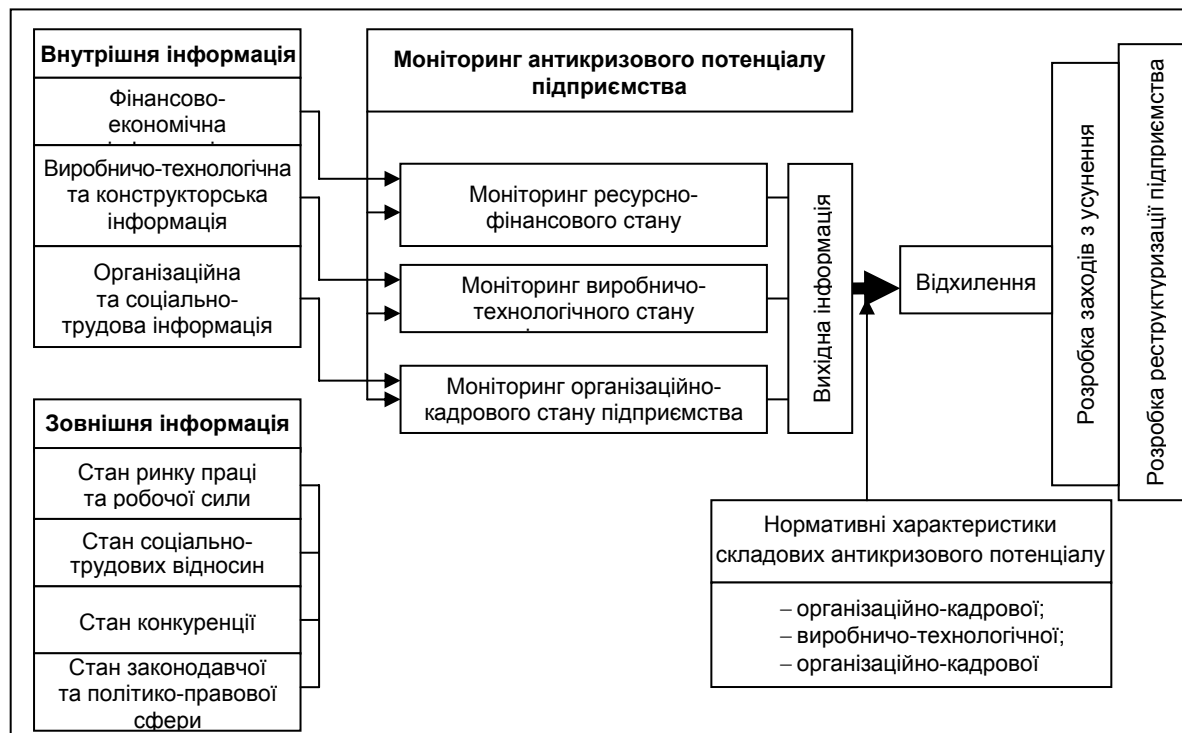 Внутрішня інформація
Фінансово-
економічна
Виробничо-технологічна
та конструкторська
інформація
Організаційна
та соціально-
трудова інформація
Зовнішня інформація
Стан ринку праці
та робочої сили
Стан соціально-
трудових відносин
Стан конкуренції
Стан законодавчої
та політико-правової
сфери
Моніторинг антикризового потенціалу
підприємства
Моніторинг ресурсно-
фінансового стану
Моніторинг виробничо-
технологічного стану
Моніторинг організаційно-
кадрового стану підприємства
Вихідна інформація
Відхилення
Нормативні характеристики
складових антикризового потенціалу
– організаційно-кадрової;
– виробничо-технологічної;
– організаційно-кадрової
Розробка заходів з усунення
Розробка реструктуризації підприємства